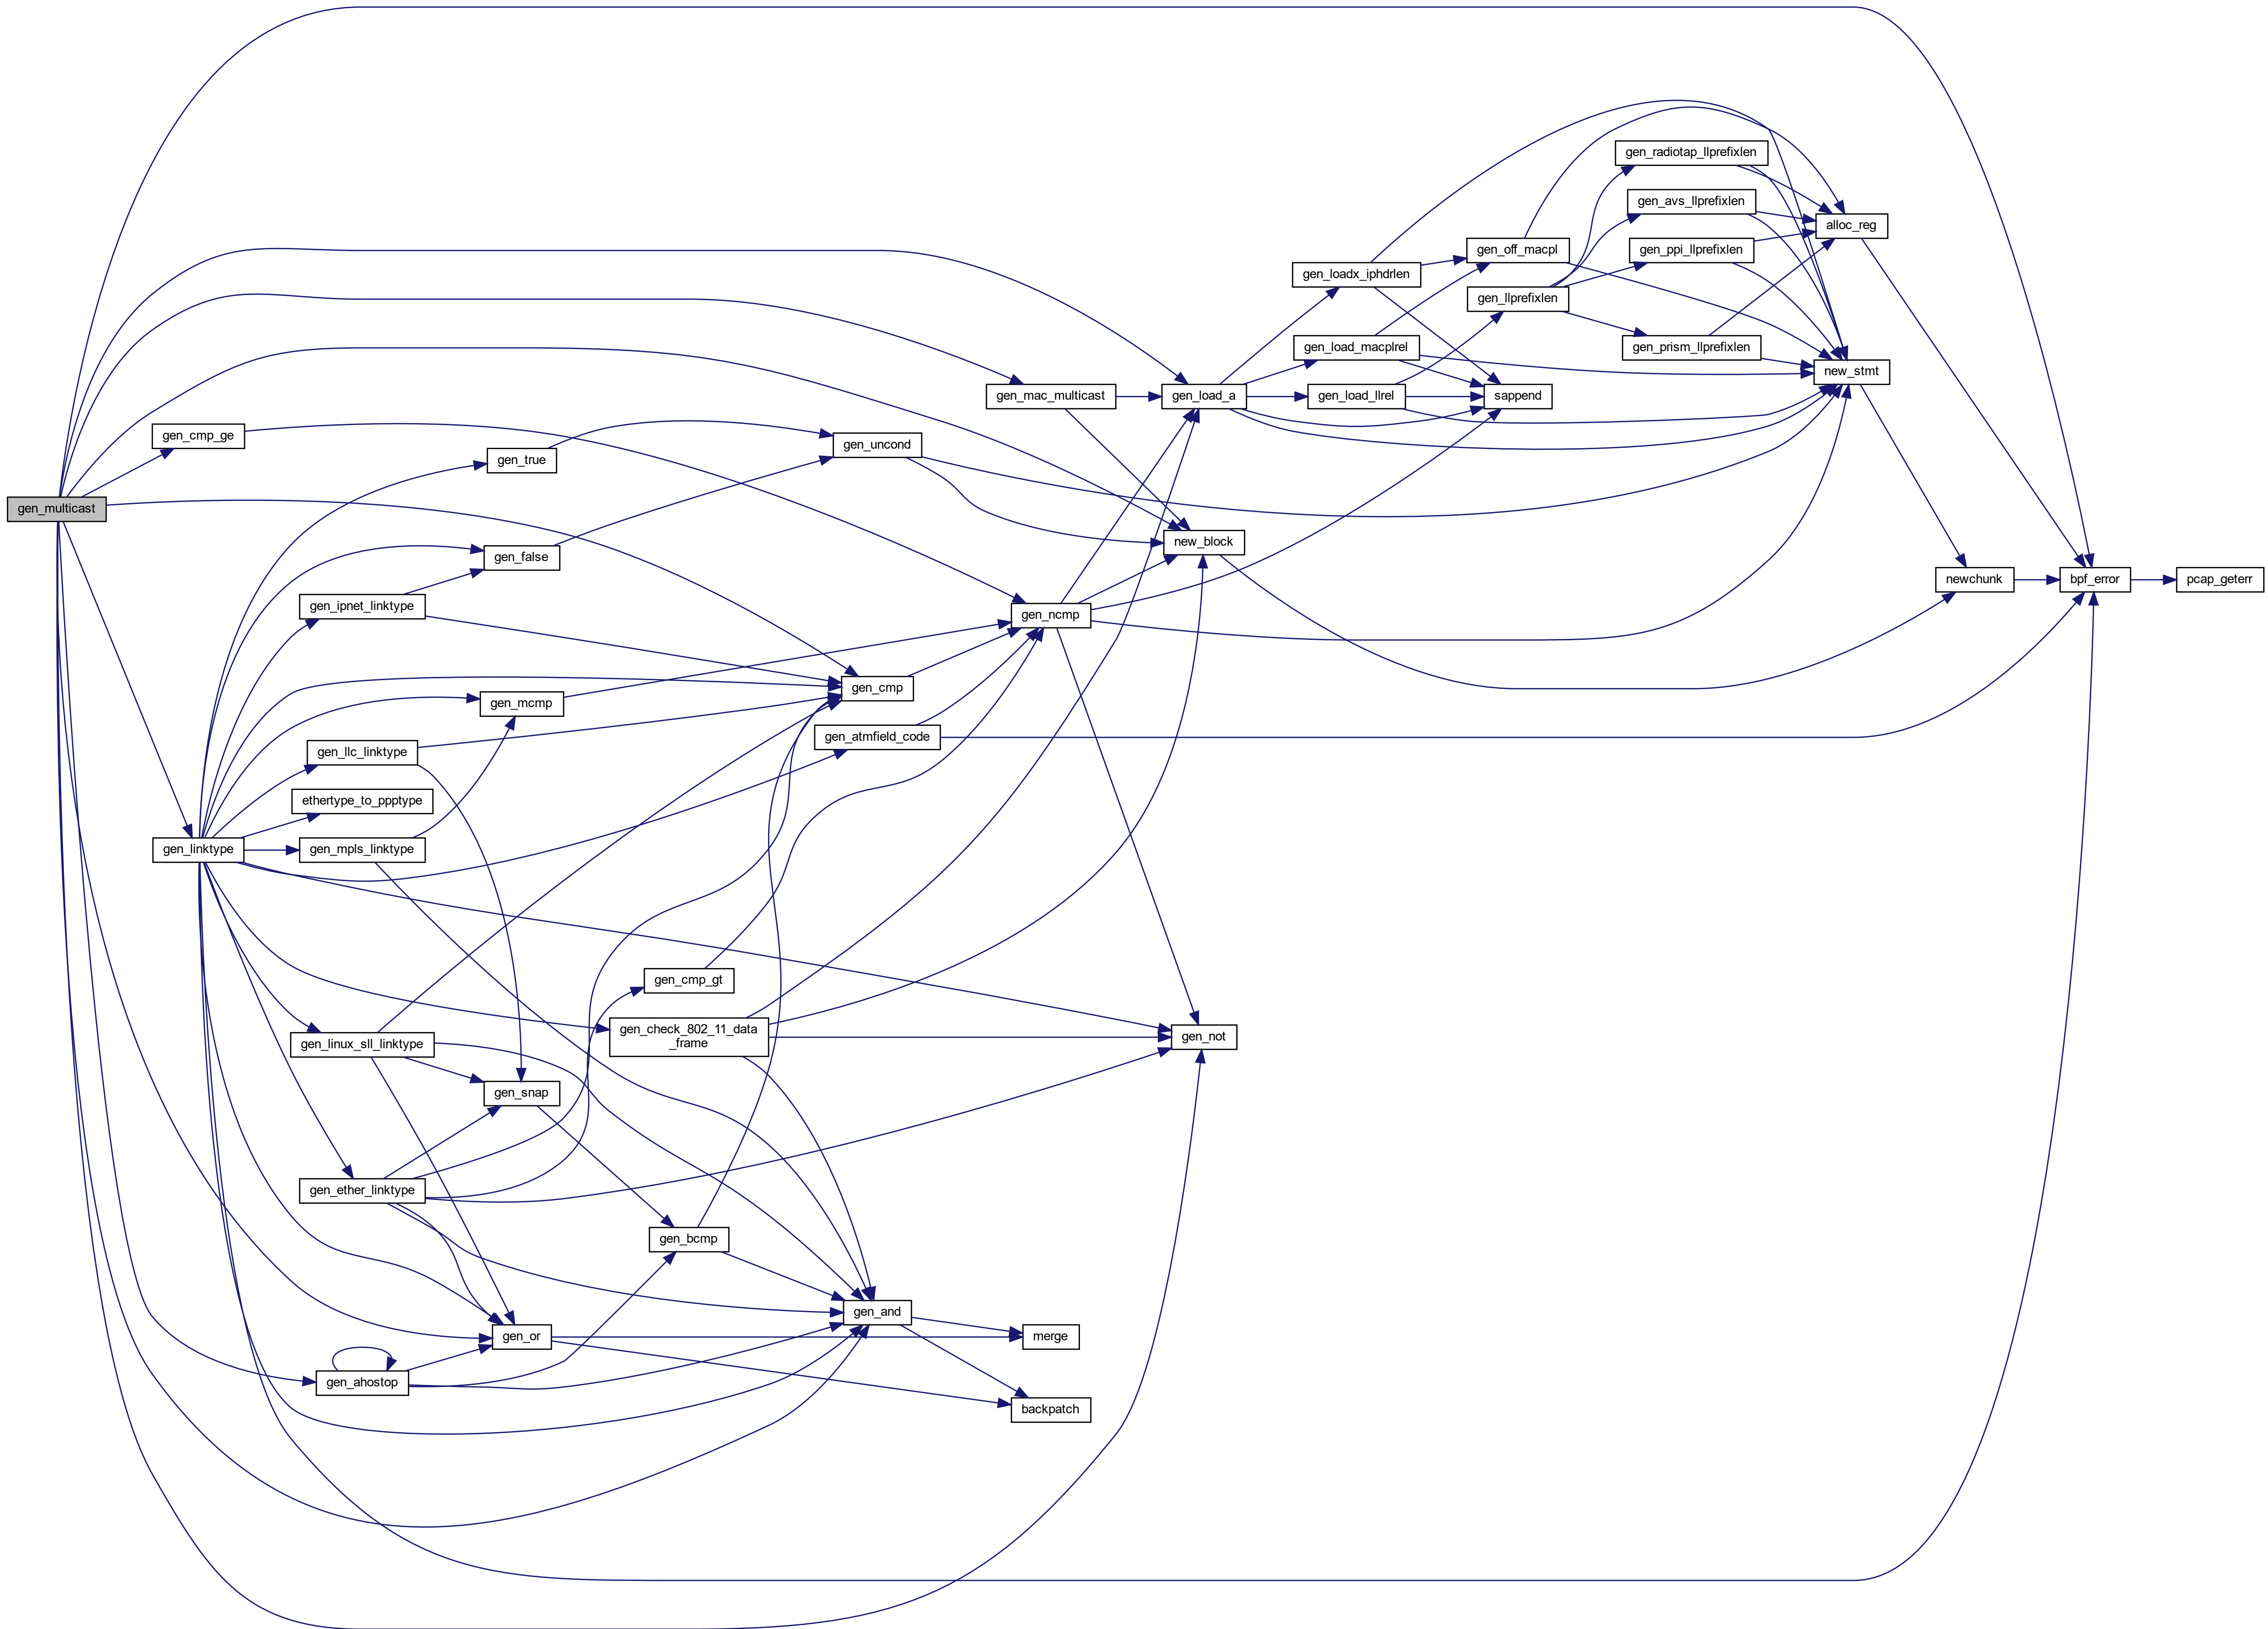 gen_radiotap_llprefixlen
gen_avs_llprefixlen
alloc_reg
gen_off_macpl
gen_ppi_llprefixlen
gen_loadx_iphdrlen
gen_llprefixlen
gen_load_macplrel
gen_prism_llprefixlen
new_stmt
gen_mac_multicast
gen_load_a
gen_load_llrel
sappend
gen_cmp_ge
gen_uncond
gen_true
gen_multicast
new_block
gen_false
newchunk
bpf_error
pcap_geterr
gen_ipnet_linktype
gen_ncmp
gen_cmp
gen_mcmp
gen_atmfield_code
gen_llc_linktype
ethertype_to_ppptype
gen_linktype
gen_mpls_linktype
gen_cmp_gt
gen_check_802_11_data
_frame
gen_not
gen_linux_sll_linktype
gen_snap
gen_ether_linktype
gen_bcmp
gen_and
gen_or
merge
gen_ahostop
backpatch